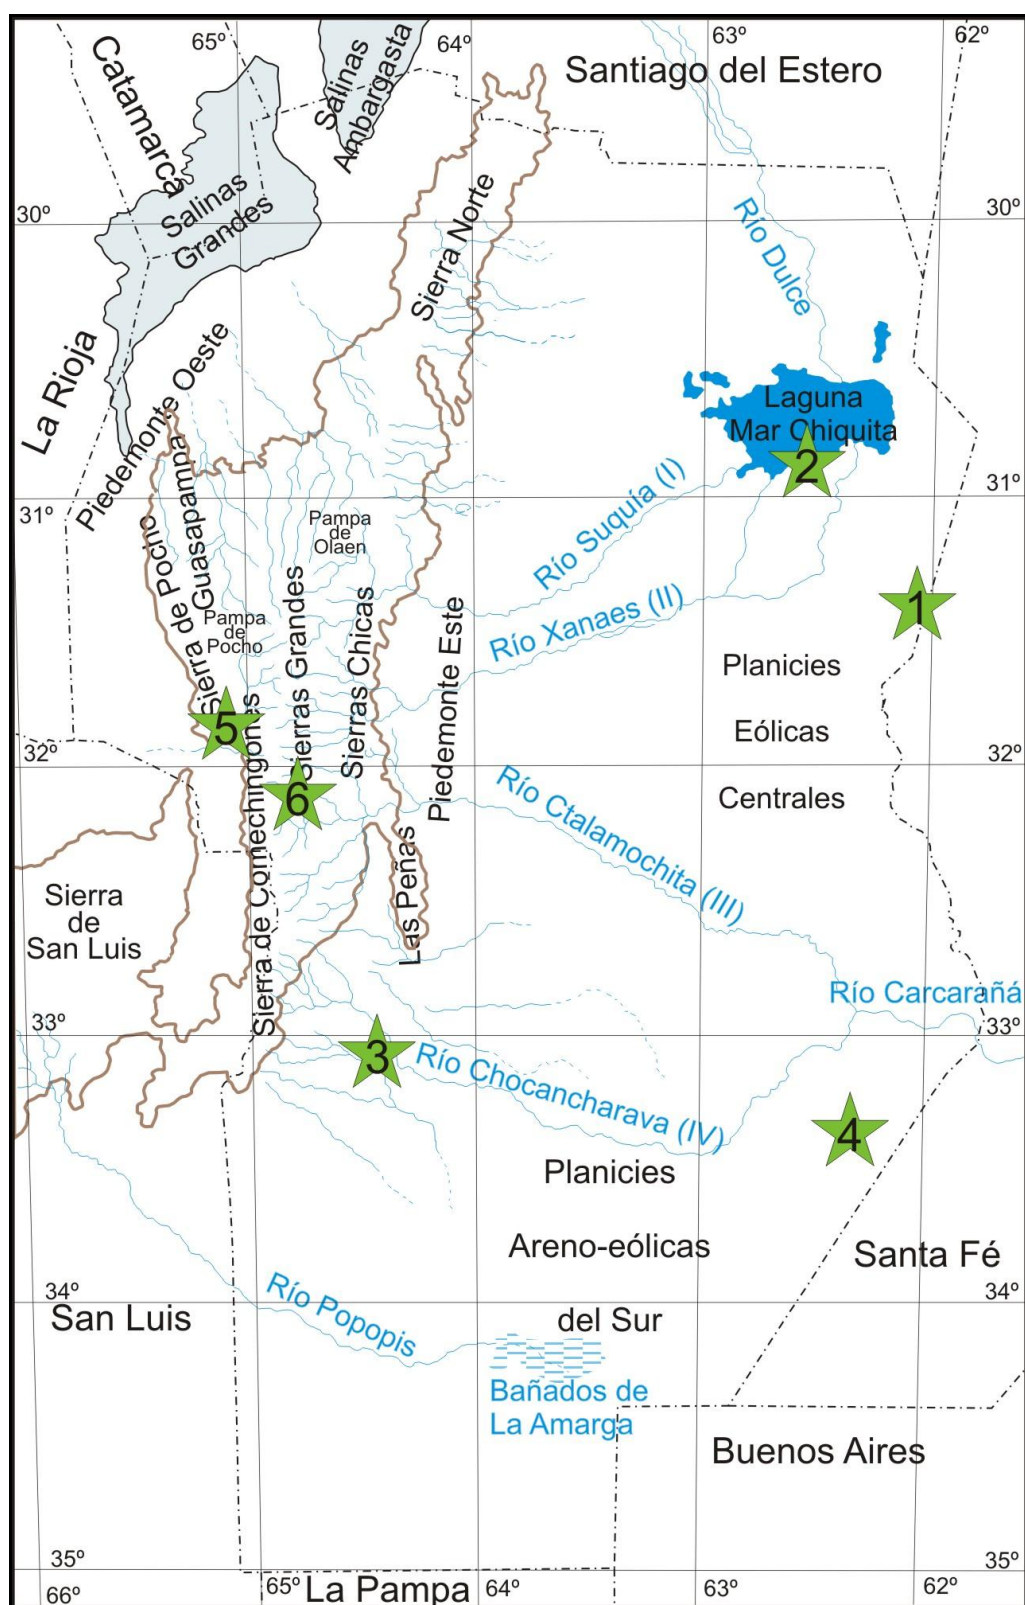 65º
64º
63º
62º
Catamarca
Salinas
Ambargasta
Santiago del Estero
Salinas
Grandes
30º
30º
Sierra Norte
Río Dulce
La Rioja
Piedemonte Oeste
Laguna
Mar Chiquita
2
31º
31º
Sierra de Pocho
Guasapampa
Pampa
de
Olaen
Río Suquía (I)
1
Pampa
de
Pocho
Sierras Grandes
Sierras Chicas
Piedemonte Este
Río Xanaes (II)
Planicies
Eólicas
Centrales
5
32º
32º
6
Sierra de Comechingones
Río Ctalamochita (III)
Las Peñas
Sierra
de
San Luis
Río Carcarañá
33º
33º
3
Río Chocancharava (IV)
4
Planicies
Areno-eólicas
del Sur
Santa Fé
34º
34º
San Luis
Río Popopis
Bañados de
La Amarga
Buenos Aires
35º
35º
66º
65º
La Pampa
64º
63º
62º